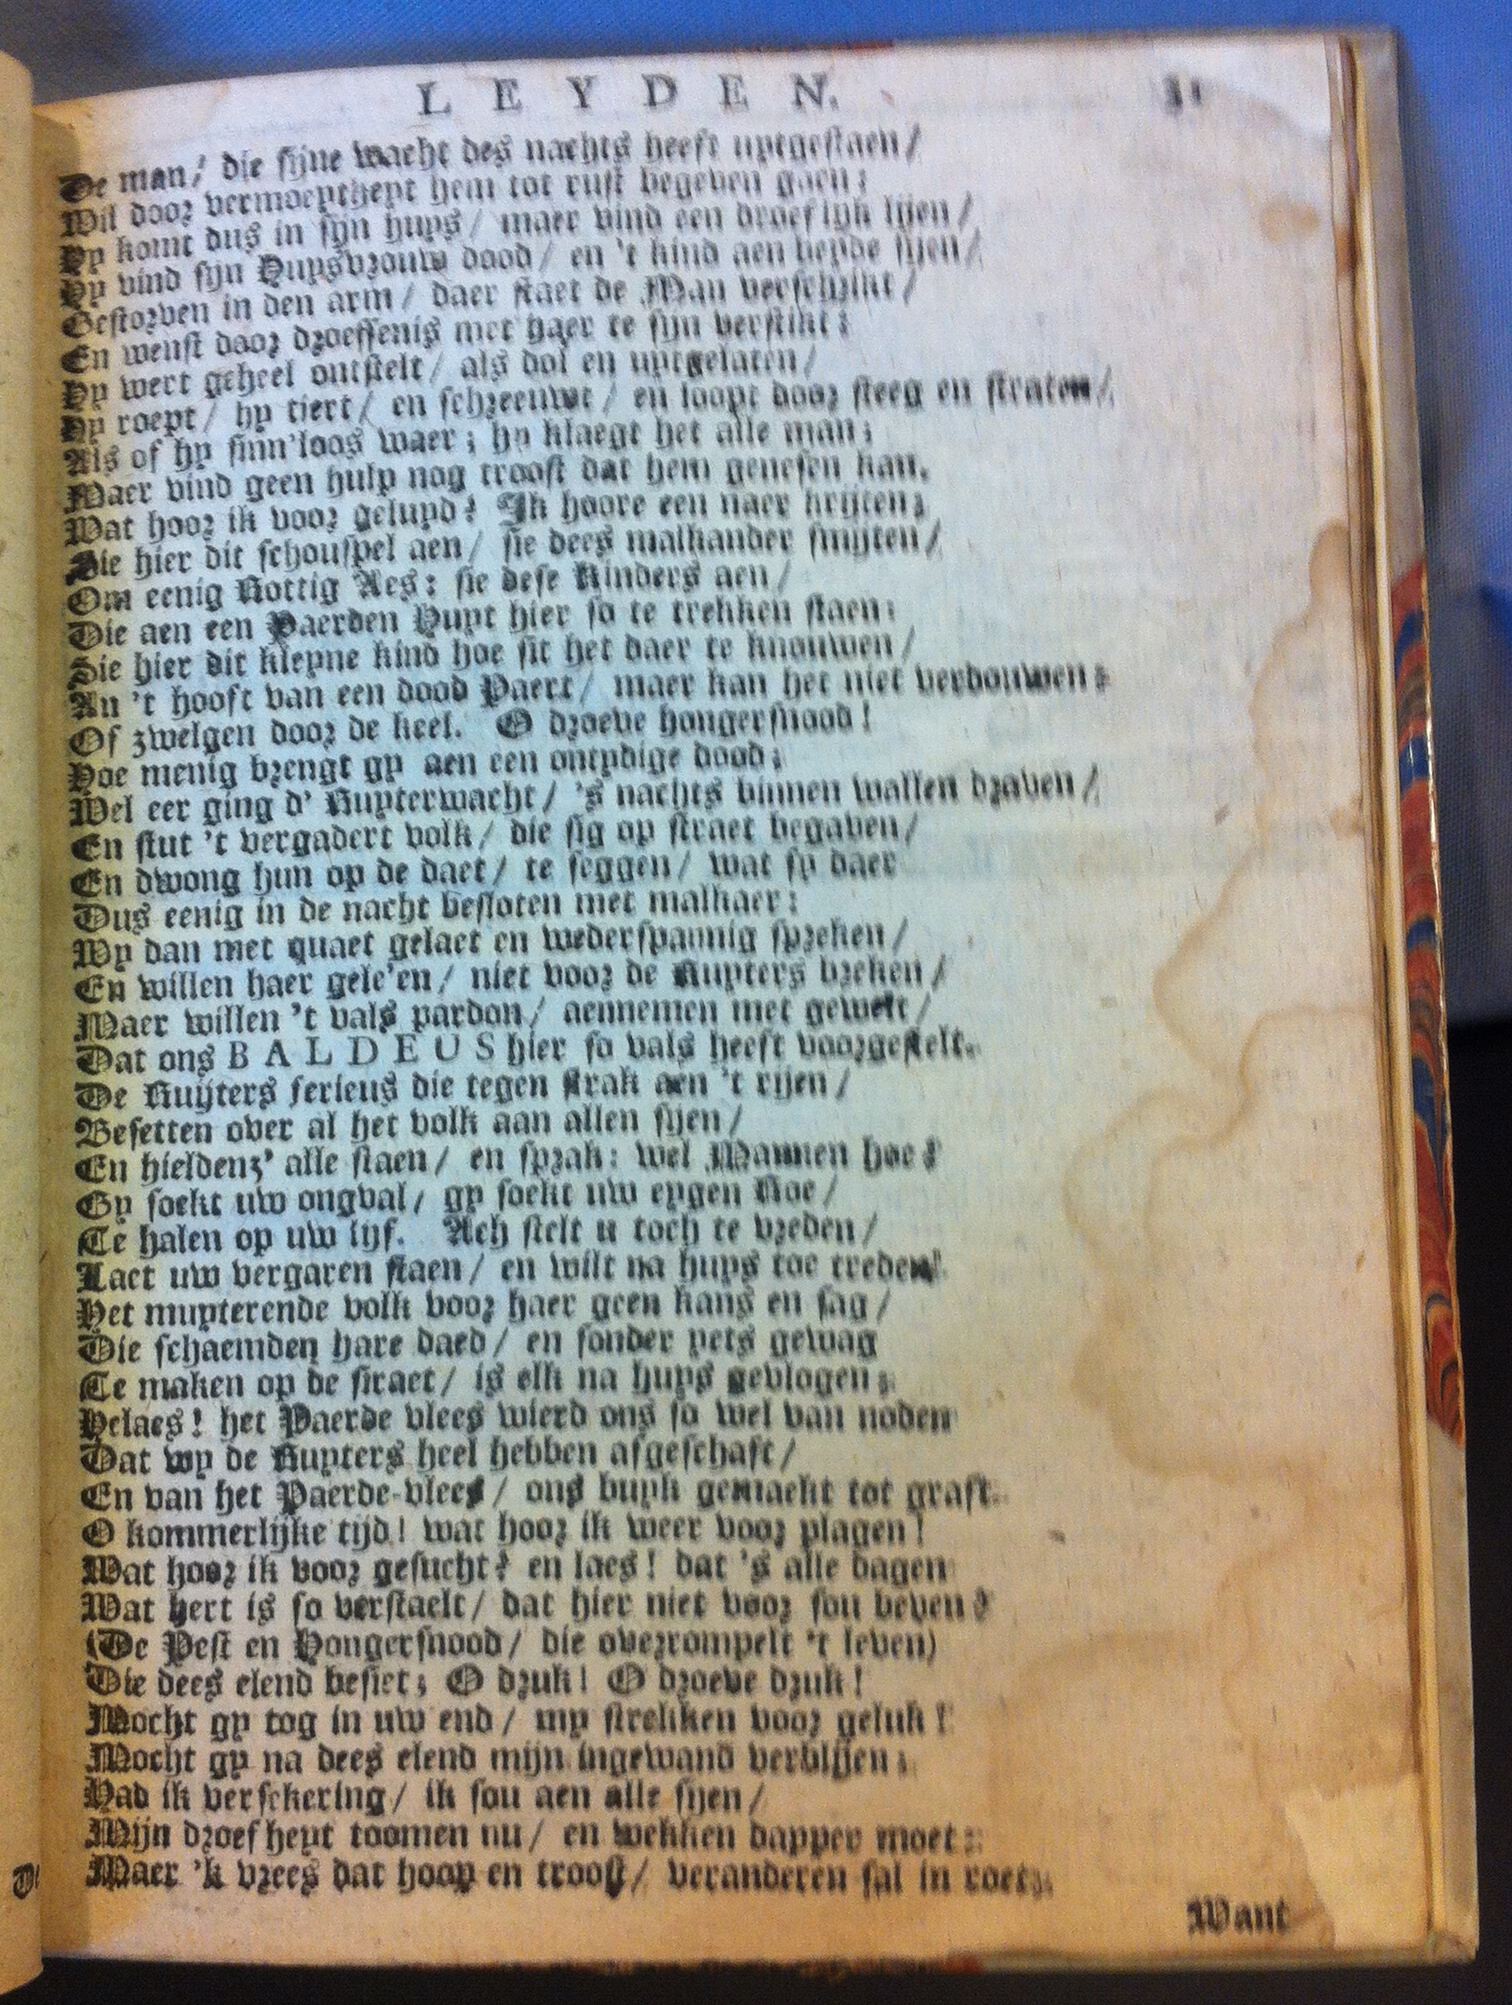 LEYDEN. 31
De man/ die sijne wacht des nachts heeft uytgestaen/
Wil door vermoeytheyt hem tot rust begeven gaen;
Hy komt dus in sijn huys/ maer vind een droeflyk lijen/
Hy vind sijn Huysvrouw dood/ en 't kind aen beyde sijen/
Gestorven in den arm/ daer staet de Man verschrikt/
En wenst door droeffenis met haer te sijn verstikt:
Hy wert geheel ontstelt/ als dol en uytgelaten/
Hy roept/ hy tiert/ en schreeuwt/ en loopt door steeg en straten/
Als of hy sinn'loos waer; hy klaegt het alle man;
Maer vind geen hulp nog troost dat hem genesen kan.
Wat hoor ik voor geluyd? Ik hoore een naer krijten;
Sie hier dit schouspel aen/ sie dees malkander smijten/
Om eenig Rottig Aes: sie dese Kinders aen/
Die aen een Paerden Huyt hier so te trekken staen;
Sie hier dit kleyne kind hoe sit het daer te knouwen/
An 't hooft van een dood Paert/ maer kan het niet verdouwen;
Of zwelgen door de keel. O droeve hongersnood!
Hoe menig brengt gy aen een ontydige dood;
Wel eer ging d' Ruyterwacht/ 's nachts binnen wallen draven/
En stut 't vergadert volk/ die sig op straet begaven/
En dwong hun op de daet/ te seggen/ wat sy daer
Dus eenig in de nacht besloten met malkaer:
Wy dan met quaet gelaet en wederspannig spreken/
En willen haer gele'en/ niet voor de Ruyters breken/
Maer willen 't vals pardon/ aennemen met gewelt/
Dat ons BALDEUS hier so vals heeft voorgestelt.
De Ruijters serieus die tegen strak aen 't rijen/
Besetten over al het volk aan allen sijen/
En hieldenz' alle staen/ en sprak: wel Mannen hoe?
Gy soekt uw ongval/ gy soekt uw eygen Roe/
Te halen op uw lijf. Ach stelt u toch te vreden/
Laet uw vergaren staen/ en wilt na huys toe treden!
Het muyterende volk voor haer geen kans en sag/
Die schaemden hare daed/ en sonder yets gewag
Te maken op de straet/ is elk na huys gevlogen;
Helaes! het Paerde vlees wierd ons so wel van noden
Dat wy de Ruyters heel hebben afgeschaft/
En van het Paerde-vlees/ ons buyk gemaekt tot graft.
O kommerlijke tijd! wat hoor ik weer voor plagen!
Wat hoor ik voor gesucht? en laes! dat 's alle dagen
Wat hert is so verstaelt/ dat hier niet voor sou beven?
(De Pest en Hongersnood/ die overrompelt 't leven)
Die dees elend besiet; O druk! O droeve druk!
Mocht gy tog in uw end/ my strekken voor geluk!
Mocht gy na dees elend mijn ingewand verblijen;
Had ik versekering/ ik sou aen alle sijen/
Mijn droefheyt toomen nu/ en wekken dapper moet;
Maer 'k vrees dat hoop en troost/ veranderen sal in roet;
Want